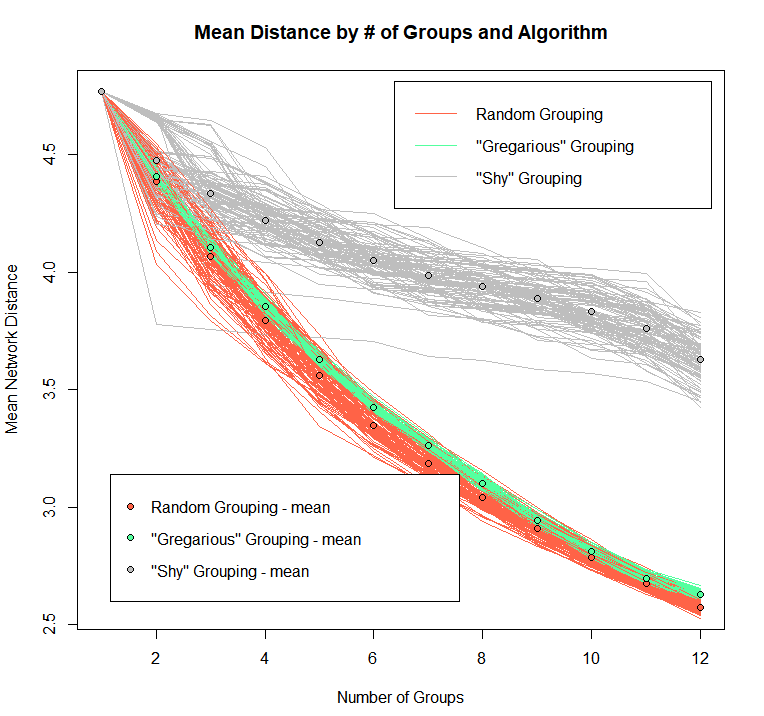 Mean Distance by # of Groups and Algorithm
Random Grouping
"Gregarious" Grouping
"Shy" Grouping
4.5
4.0
3.5
3.0
2.5
Mean Network Distance
Random Grouping - mean
"Gregarious" Grouping - mean
"Shy" Grouping - mean
2 4 6 8 10 12
Number of Groups